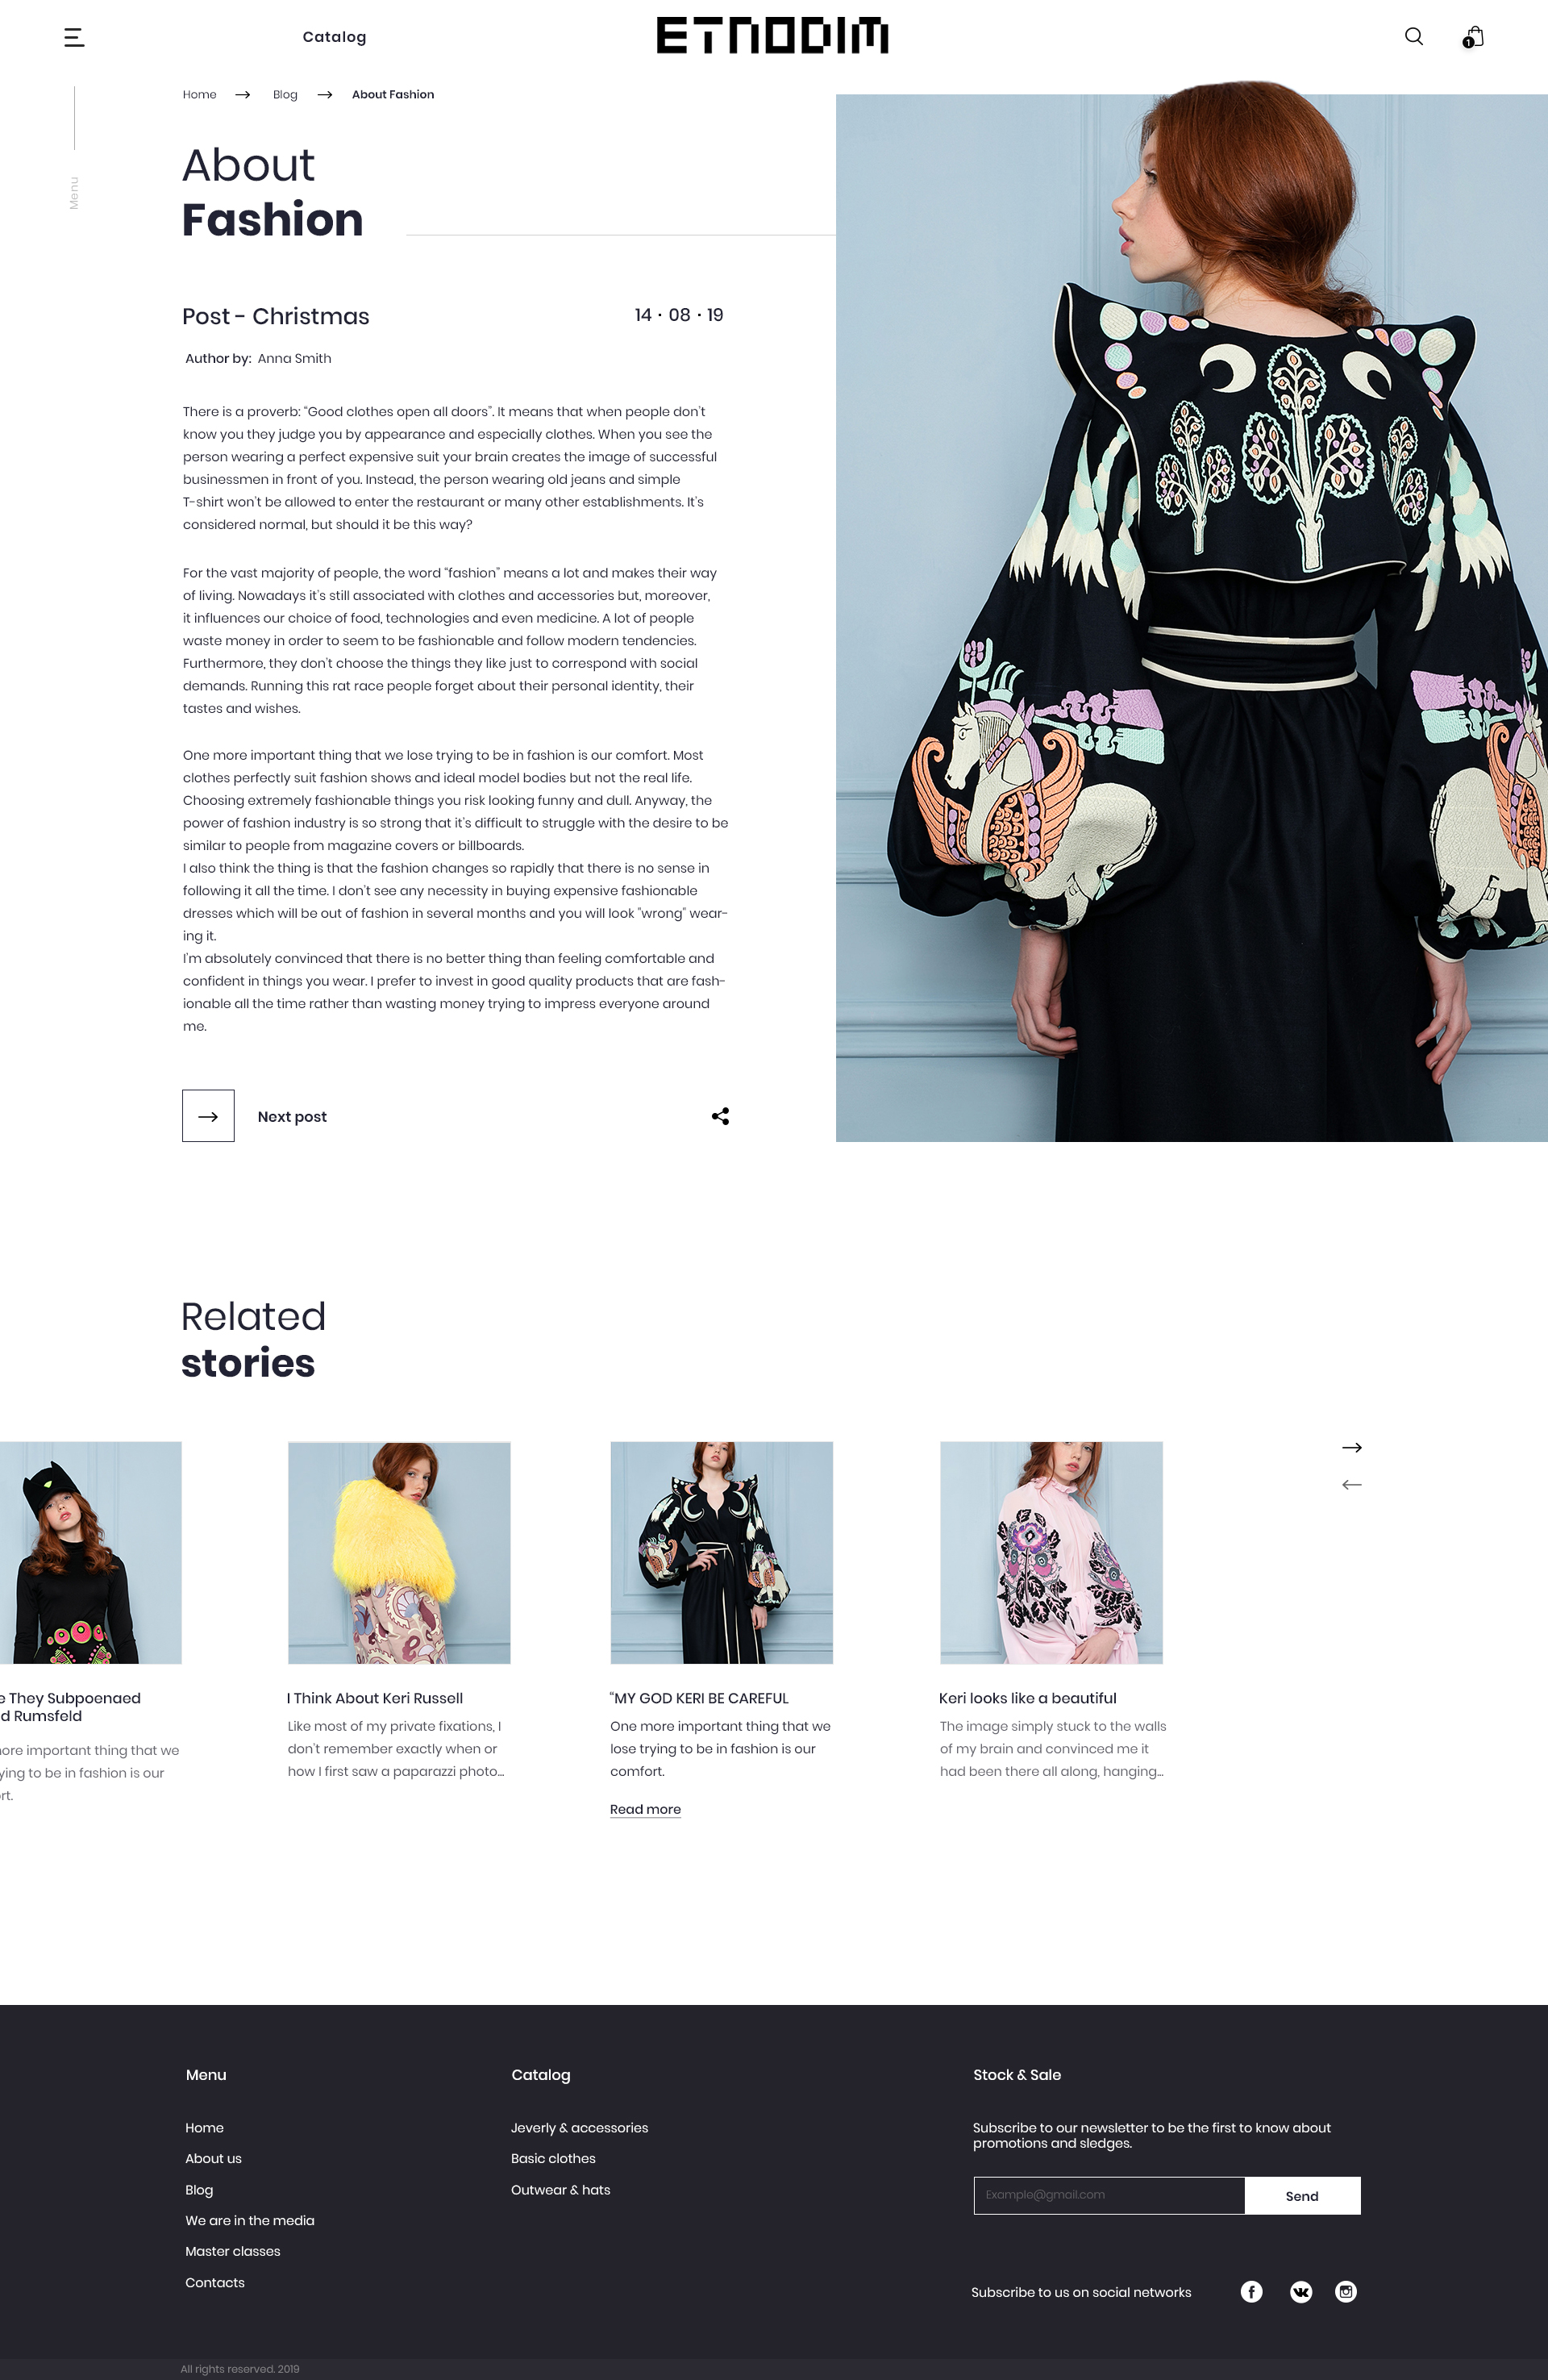 Catalog
ETNODIM
1
Home
Blog
About Fashion
Menu
About
Fashion
Post - Christmas
14 · 08 · 19
Author by: Anna Smith
There is a proverb: “Good clothes open all doors”. It means that when people don't
know you they judge you by appearance and especially clothes. When you see the
person wearing a perfect expensive suit your brain creates the image of successful
businessmen in front of you. Instead, the person wearing old jeans and simple
T-shirt won't be allowed to enter the restaurant or many other establishments. It's
considered normal, but should it be this way?
For the vast majority of people, the word “fashion” means a lot and makes their way
of living. Nowadays it's still associated with clothes and accessories but, moreover,
it influences our choice of food, technologies and even medicine. A lot of people
waste money in order to seem to be fashionable and follow modern tendencies.
Furthermore, they don't choose the things they like just to correspond with social
demands. Running this rat race people forget about their personal identity, their
tastes and wishes.
One more important thing that we lose trying to be in fashion is our comfort. Most
clothes perfectly suit fashion shows and ideal model bodies but not the real life.
Choosing extremely fashionable things you risk looking funny and dull. Anyway, the
power of fashion industry is so strong that it's difficult to struggle with the desire to be
similar to people from magazine covers or billboards.
I also think the thing is that the fashion changes so rapidly that there is no sense in
following it all the time. I don't see any necessity in buying expensive fashionable
dresses which will be out of fashion in several months and you will look "wrong" wear-
ing it.
I'm absolutely convinced that there is no better thing than feeling comfortable and
confident in things you wear. I prefer to invest in good quality products that are fash-
ionable all the time rather than wasting money trying to impress everyone around
me.
Next post
Related
stories
e They Subpoenaed
d Rumsfeld
ore important thing that we
ying to be in fashion is our
rt.
I Think About Keri Russell
Like most of my private fixations, I
don't remember exactly when or
how I first saw a paparazzi photo...
“MY GOD KERI BE CAREFUL
One more important thing that we
lose trying to be in fashion is our
comfort.
Read more
Keri looks like a beautiful
The image simply stuck to the walls
of my brain and convinced me it
had been there all along, hanging...
Menu
Home
About us
Blog
We are in the media
Master classes
Contacts
Catalog
Jeverly & accessories
Basic clothes
Outwear & hats
Stock & Sale
Subscribe to our newsletter to be the first to know about
promotions and sledges.
Example@gmail.com
Send
Subscribe to us on social networks
All rights reserved. 2019